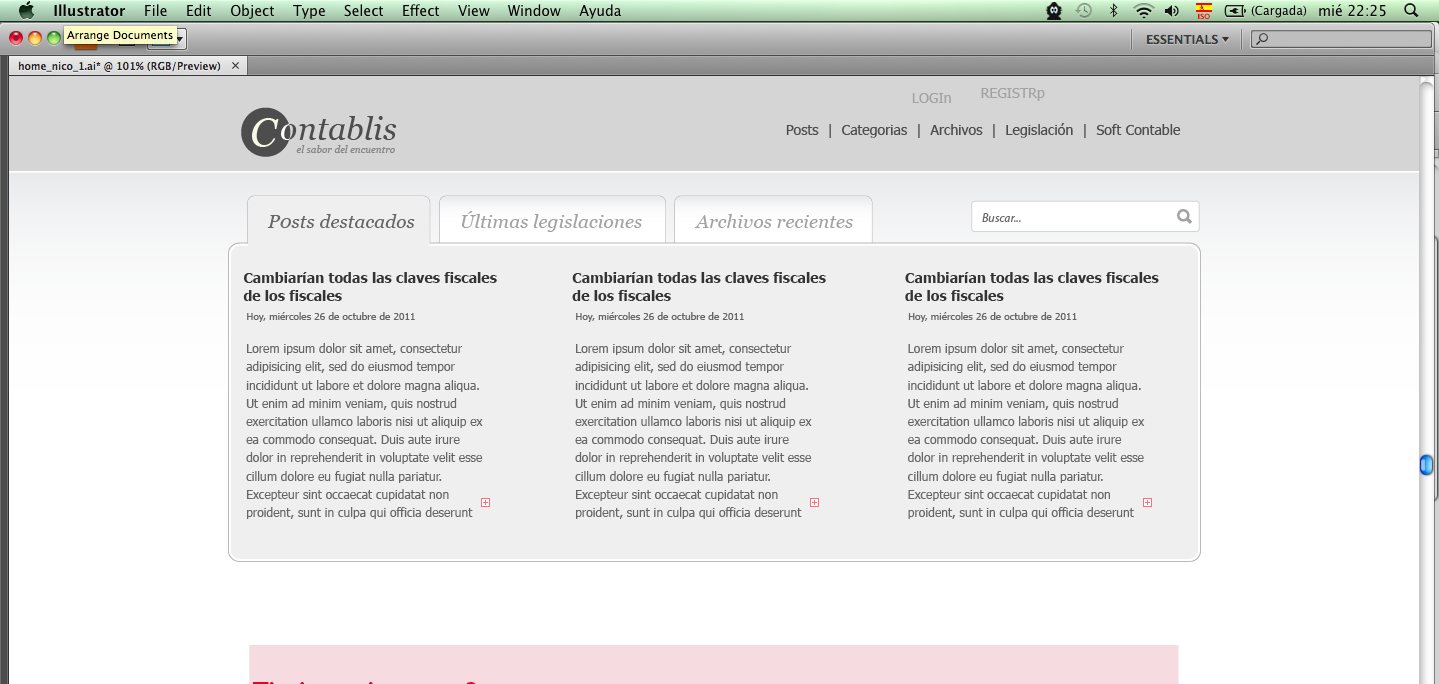 Illustrator File Edit Object Type Select Effect View Window Ayuda
ISO (Cargada) mié 22:25
Arrange Documents
ESSENTIALS
home_nico_1.ai* @ 101% (RGB/Preview)
LOGIn REGISTRp
Contablis
el sabor del encuentro
Posts | Categorias | Archivos | Legislación | Soft Contable
Posts destacados Últimas legislaciones Archivos recientes
Buscar...
Cambiarían todas las claves fiscales
de los fiscales
Hoy, miércoles 26 de octubre de 2011
Lorem ipsum dolor sit amet, consectetur
adipisicing elit, sed do eiusmod tempor
incididunt ut labore et dolore magna aliqua.
Ut enim ad minim veniam, quis nostrud
exercitation ullamco laboris nisi ut aliquip ex
ea commodo consequat. Duis aute irure
dolor in reprehenderit in voluptate velit esse
cillum dolore eu fugiat nulla pariatur.
Excepteur sint occaecat cupidatat non
proident, sunt in culpa qui officia deserunt
Cambiarían todas las claves fiscales
de los fiscales
Hoy, miércoles 26 de octubre de 2011
Lorem ipsum dolor sit amet, consectetur
adipisicing elit, sed do eiusmod tempor
incididunt ut labore et dolore magna aliqua.
Ut enim ad minim veniam, quis nostrud
exercitation ullamco laboris nisi ut aliquip ex
ea commodo consequat. Duis aute irure
dolor in reprehenderit in voluptate velit esse
cillum dolore eu fugiat nulla pariatur.
Excepteur sint occaecat cupidatat non
proident, sunt in culpa qui officia deserunt
Cambiarían todas las claves fiscales
de los fiscales
Hoy, miércoles 26 de octubre de 2011
Lorem ipsum dolor sit amet, consectetur
adipisicing elit, sed do eiusmod tempor
incididunt ut labore et dolore magna aliqua.
Ut enim ad minim veniam, quis nostrud
exercitation ullamco laboris nisi ut aliquip ex
ea commodo consequat. Duis aute irure
dolor in reprehenderit in voluptate velit esse
cillum dolore eu fugiat nulla pariatur.
Excepteur sint occaecat cupidatat non
proident, sunt in culpa qui officia deserunt